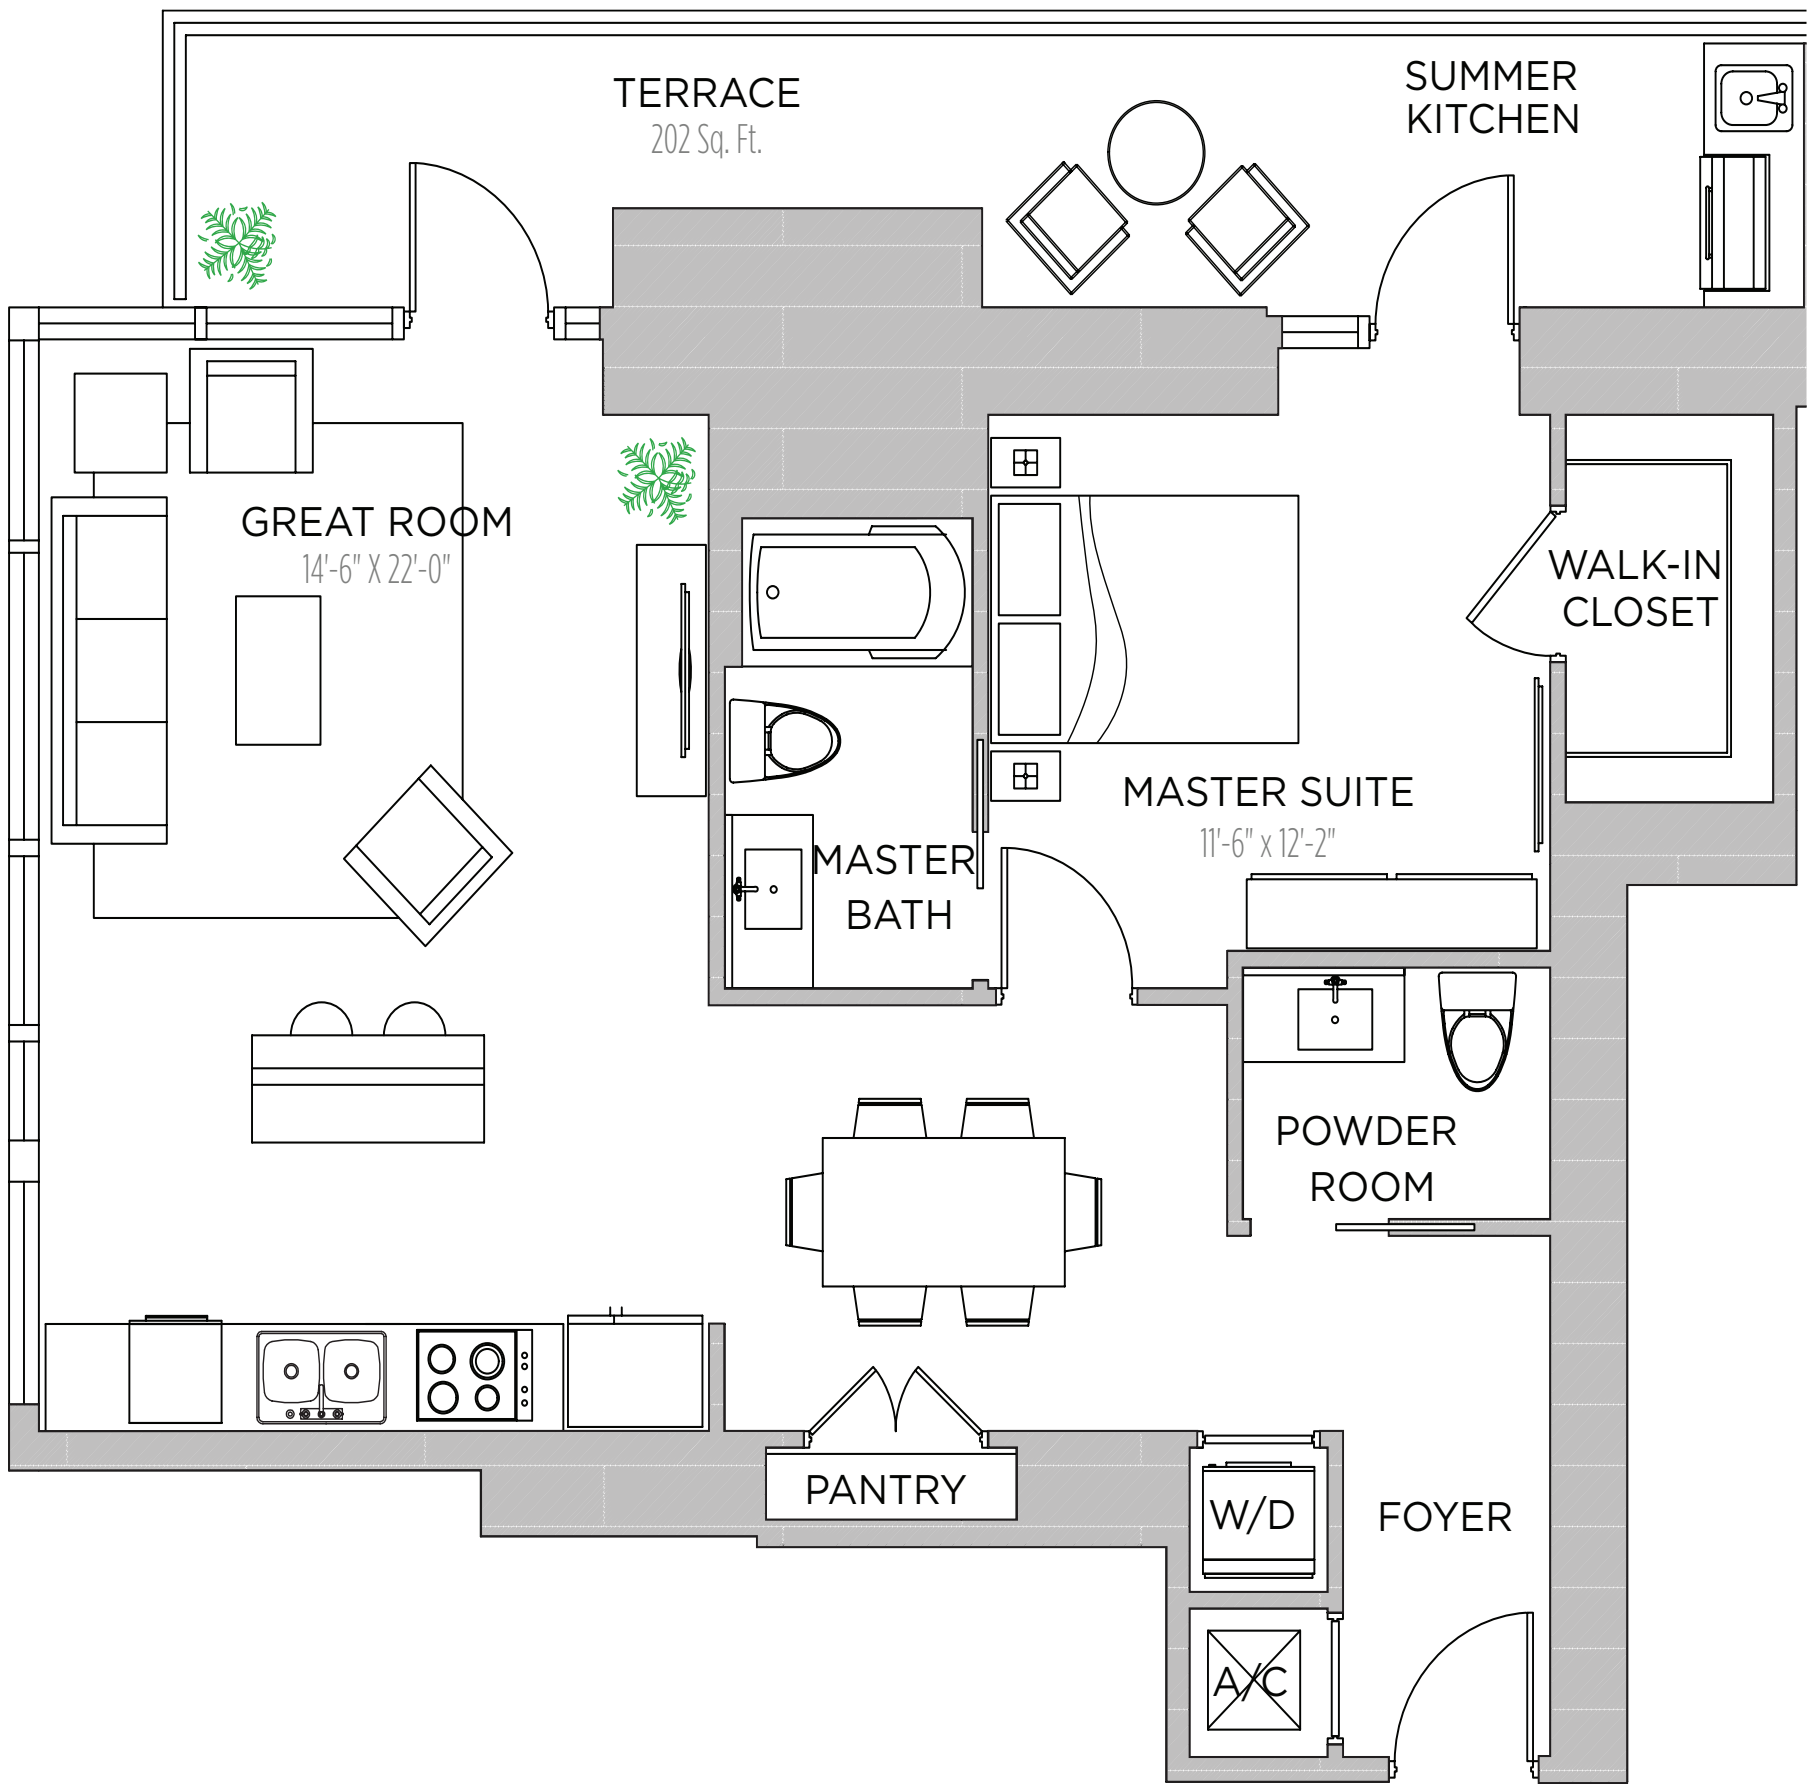 TERRACE
202 Sq. Ft.
SUMMER
KITCHEN
GREAT ROOM
14'-6" X 22'-0"
WALK-IN
CLOSET
MASTER SUITE
11'-6" x 12'-2"
MASTER
BATH
POWDER
ROOM
PANTRY
W/D
FOYER
A/C